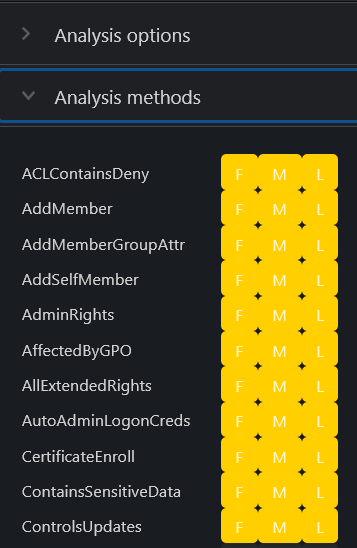 Analysis options
Analysis methods
ACLContainsDeny F M L
AddMember F M L
AddMemberGroupAttr F M L
AddSelfMember F M L
AdminRights F M L
AffectedByGPO F M L
AllExtendedRights F M L
AutoAdminLogonCreds F M L
CertificateEnroll F M L
ContainsSensitiveData F M L
ControlsUpdates F M L